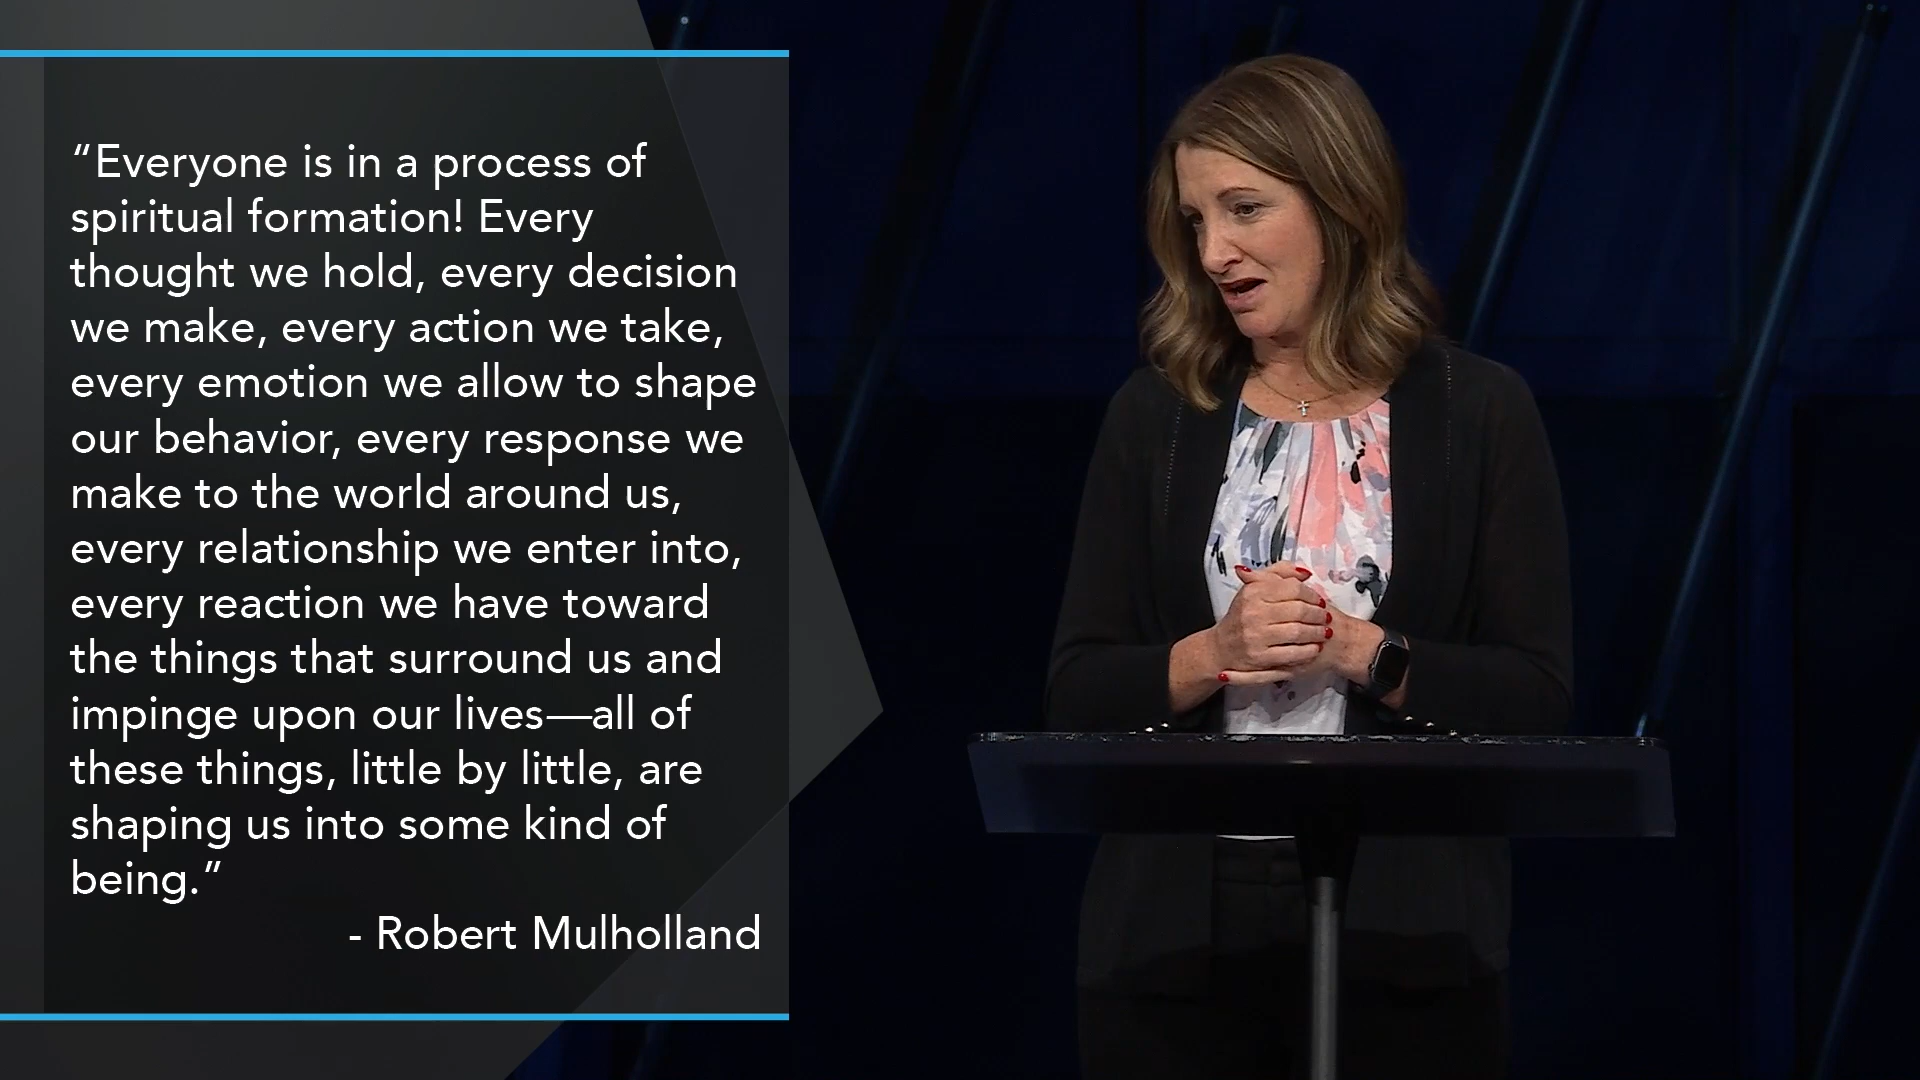 “Everyone is in a process of
spiritual formation! Every
thought we hold, every decision
we make, every action we take,
every emotion we allow to shape
our behavior, every response we
make to the world around us,
every relationship we enter into,
every reaction we have toward
the things that surround us and
impinge upon our lives—all of
these things, little by little, are
shaping us into some kind of
being.”
- Robert Mulholland